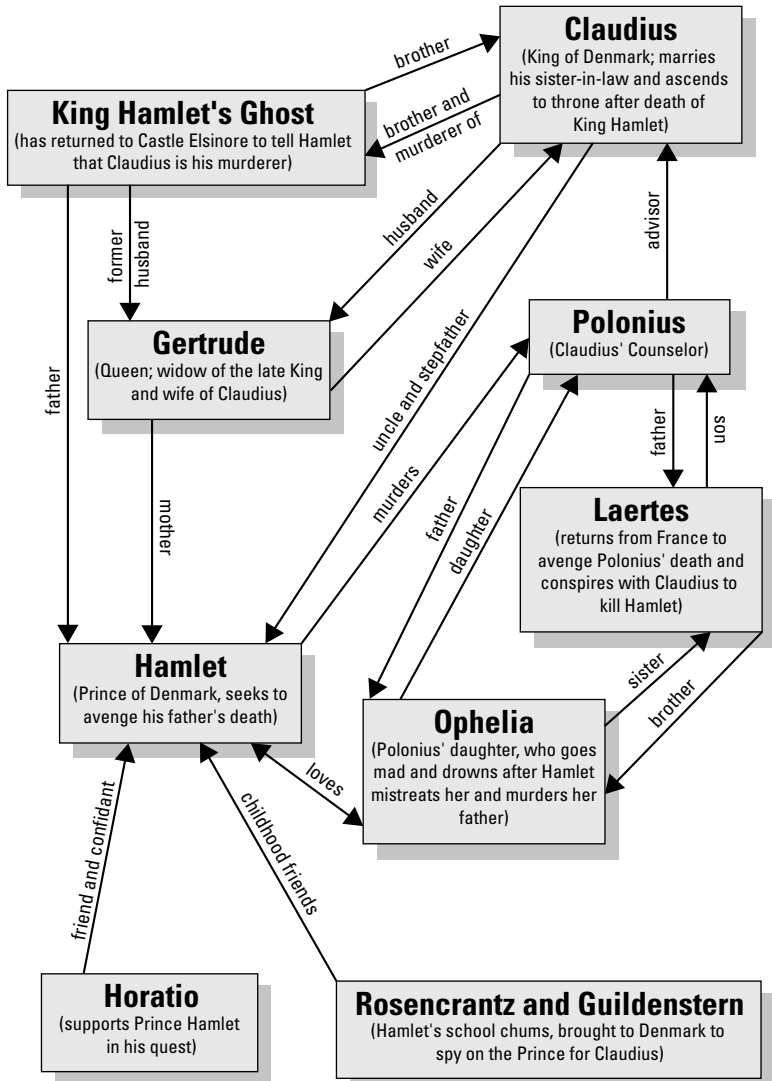 Claudius
(King of Denmark; marries
his sister-in-law and ascends
to throne after death of
King Hamlet)
brother
King Hamlet's Ghost
(has returned to Castle Elsinore to tell Hamlet
that Claudius is his murderer)
brother and
murderer of
former
husband
husband
wife
advisor
father
Gertrude
(Queen; widow of the late King
and wife of Claudius)
Polonius
(Claudius' Counselor)
uncle and stepfather
murders
mother
father
daughter
father
son
Laertes
(returns from France to
avenge Polonius' death and
conspires with Claudius to
kill Hamlet)
Hamlet
(Prince of Denmark, seeks to
avenge his father's death)
sister
brother
Ophelia
(Polonius' daughter, who goes
mad and drowns after Hamlet
mistreats her and murders her
father)
loves
friend and confidant
childhood friends
Horatio
(supports Prince Hamlet
in his quest)
Rosencrantz and Guildenstern
(Hamlet's school chums, brought to Denmark to
spy on the Prince for Claudius)